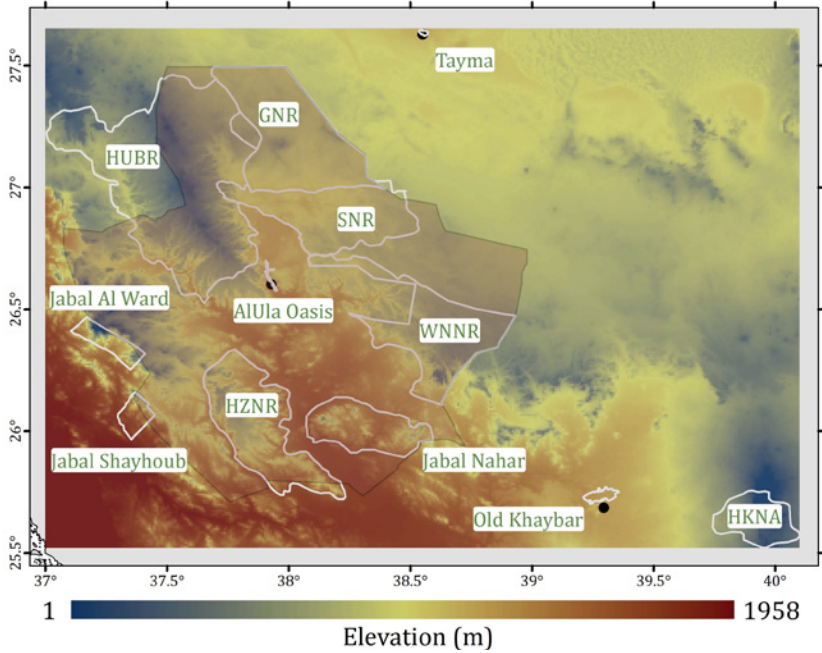 27.5°
27°
26.5°
26°
25.5°
Tayma
GNR
HUBR
SNR
Jabal Al Ward
AlUla Oasis
WNNR
HZNR
Jabal Shayhoub
Jabal Nahar
Old Khaybar
HKNA
37°
37.5°
38°
38.5°
39°
39.5°
40°
1
1958
Elevation (m)